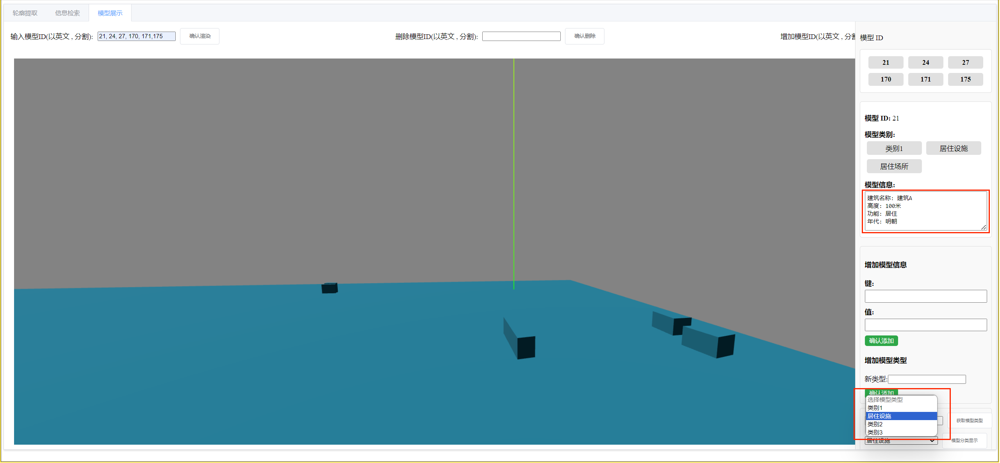 轮廓提取 信息检索 模型展示
输入模型ID(以英文 , 分割): 21, 24, 27, 170, 171,175 确认渲染 删除模型ID(以英文 , 分割): 确认删除 增加模型ID(以英文 , 分割
模型 ID
21 24 27
170 171 175
模型 ID: 21
模型类别:
类别1 居住设施
居住场所
模型信息:
建筑名称: 建筑A
高度: 100米
功能: 居住
年代: 明朝
增加模型信息
键:
值:
确认添加
增加模型类型
新类型:
确认添加
选择模型类型
类别1
居住设施
类别2
类别3
获取模型类型
居住设施 模型分类显示